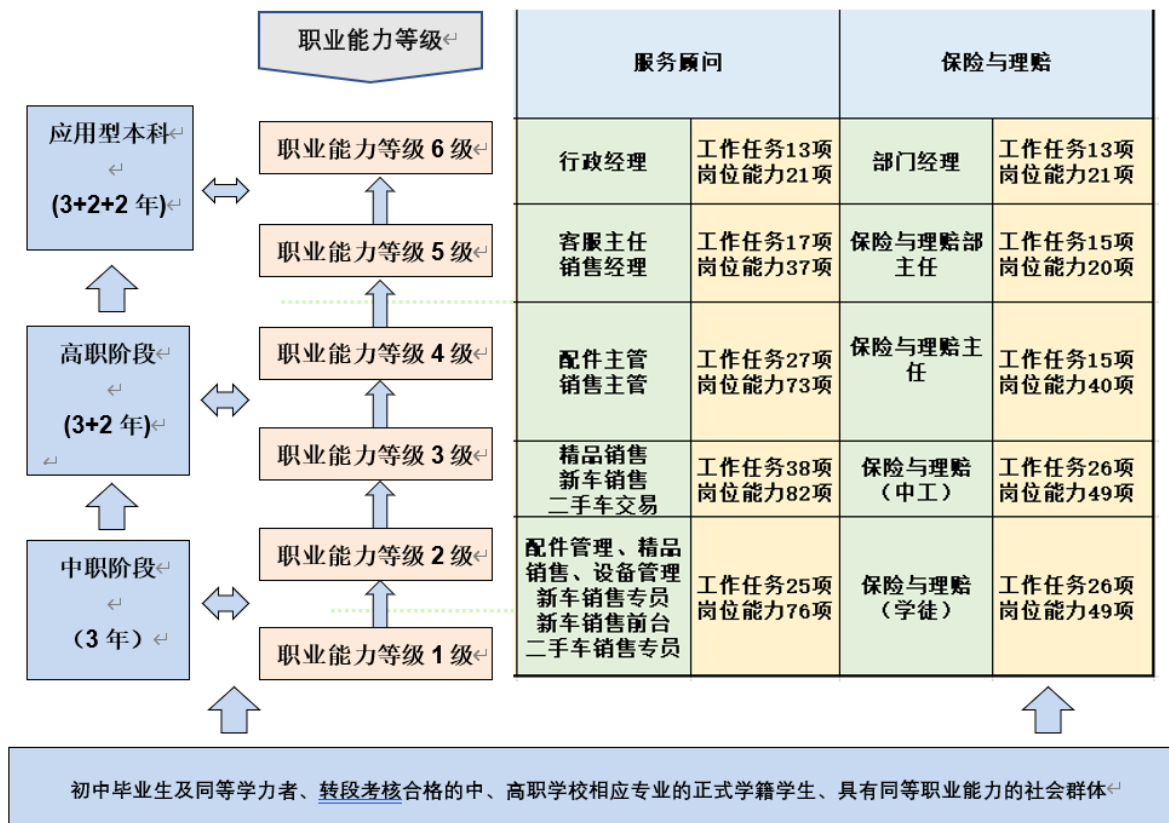 职业能力等级
服务顾问
保险与理赔
应用型本科
(3+2+2 年)
职业能力等级 6 级
行政经理
工作任务13项
岗位能力21项
部门经理
工作任务13项
岗位能力21项
职业能力等级 5 级
客服主任
销售经理
工作任务17项
岗位能力37项
保险与理赔部
主任
工作任务15项
岗位能力20项
高职阶段
(3+2 年)
职业能力等级 4 级
配件主管
销售主管
工作任务27项
岗位能力73项
保险与理赔主
任
工作任务15项
岗位能力40项
职业能力等级 3 级
精品销售
新车销售
二手车交易
工作任务38项
岗位能力82项
保险与理赔
（中工）
工作任务26项
岗位能力49项
中职阶段
（3 年）
职业能力等级 2 级
职业能力等级 1 级
配件管理、精品
销售、设备管理
新车销售专员
新车销售前台
二手车销售专员
工作任务25项
岗位能力76项
保险与理赔
（学徒）
工作任务26项
岗位能力49项
初中毕业生及同等学力者、转段考核合格的中、高职学校相应专业的正式学籍学生、具有同等职业能力的社会群体